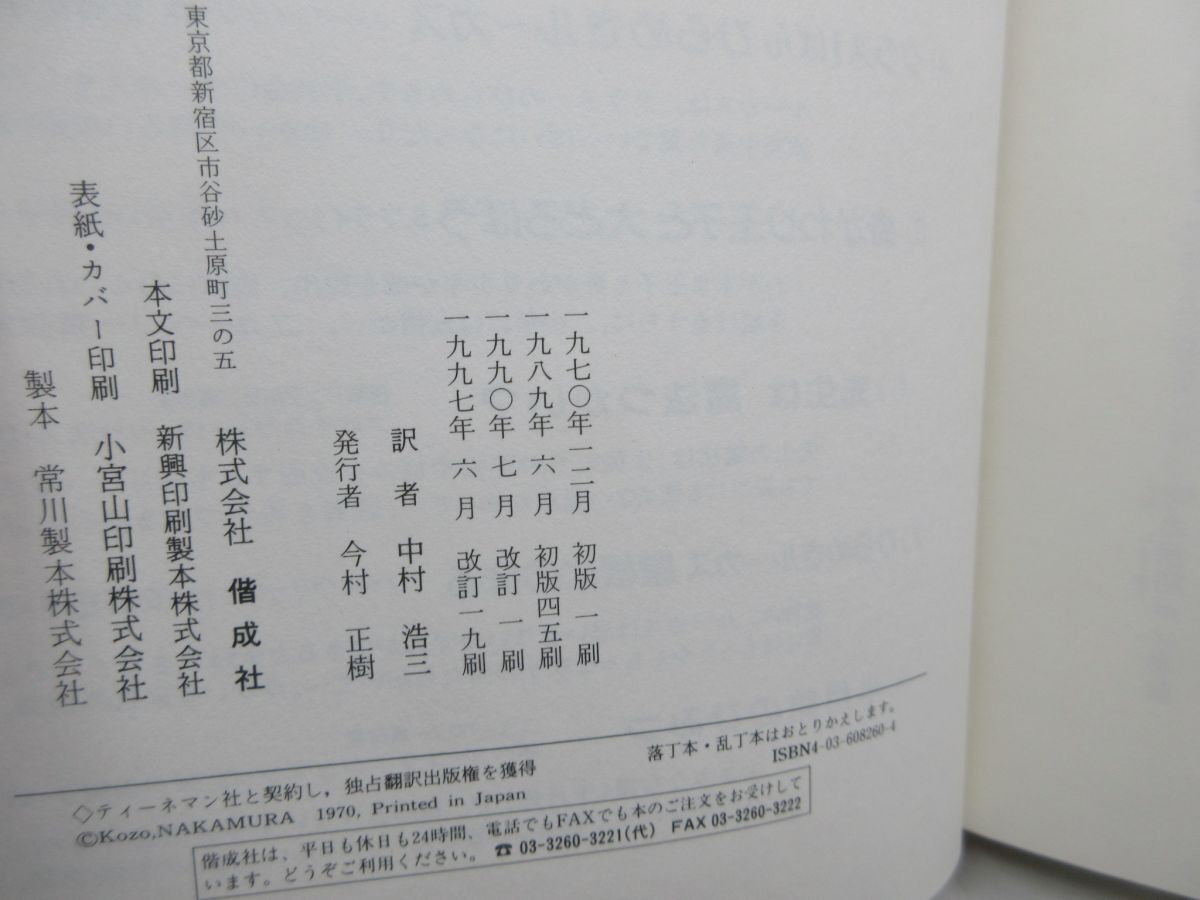 一九七〇年一二月 初版 一 刷
一九八九年 六 月 初版四五刷
一九九〇年 七 月 改訂 一 刷
一九九七年 六 月 改訂一九刷
訳 者 中村 浩三
発行者 今村 正樹
株式会社 偕成社
東京都新宿区市谷砂土原町三の五
本文印刷 新興印刷製本株式会社
表紙・カバー印刷 小宮山印刷株式会社
製本 常川製本株式会社
落丁本・乱丁本はおとりかえします。
ISBN4-03-608260-4
◇ティーネマン社と契約し，独占翻訳出版権を獲得
©Kozo,NAKAMURA 1970, Printed in Japan
偕成社は、平日も休日も24時間、電話でもFAXでも本のご注文をお受けして
います。どうぞご利用ください。 ☎ 03-3260-3221(代) FAX 03-3260-3222